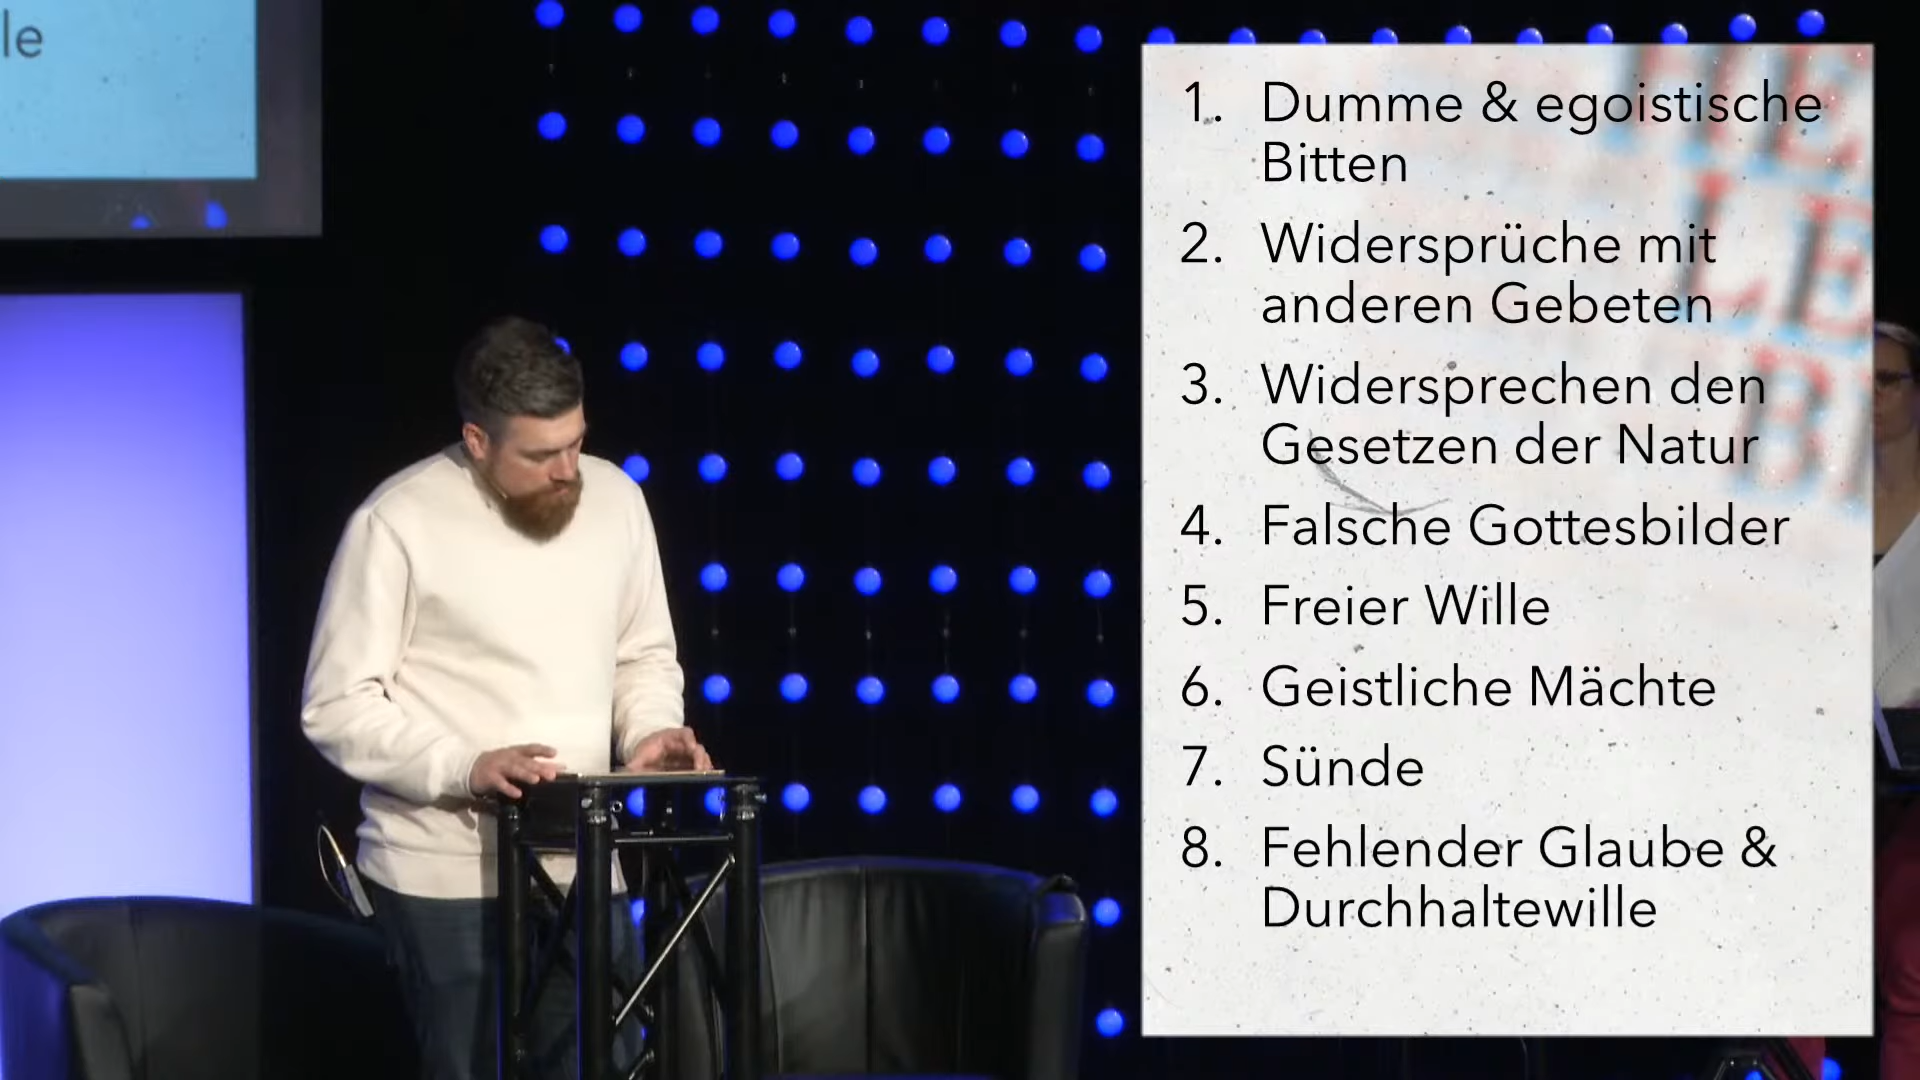 le
1. Dumme & egoistische
Bitten
2. Widersprüche mit
anderen Gebeten
3. Widersprechen den
Gesetzen der Natur
4. Falsche Gottesbilder
5. Freier Wille
6. Geistliche Mächte
7. Sünde
8. Fehlender Glaube &
Durchhaltewille